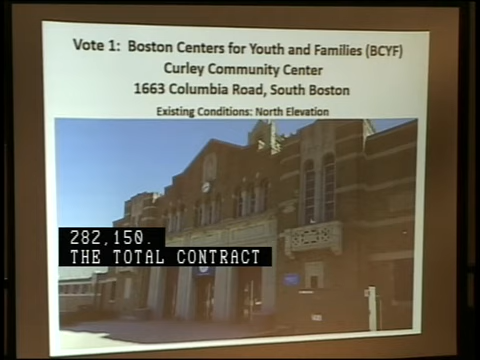 Vote 1: Boston Centers for Youth and Families (BCYF)
Curley Community Center
1663 Columbia Road, South Boston
Existing Conditions: North Elevation
282,150.
THE TOTAL CONTRACT